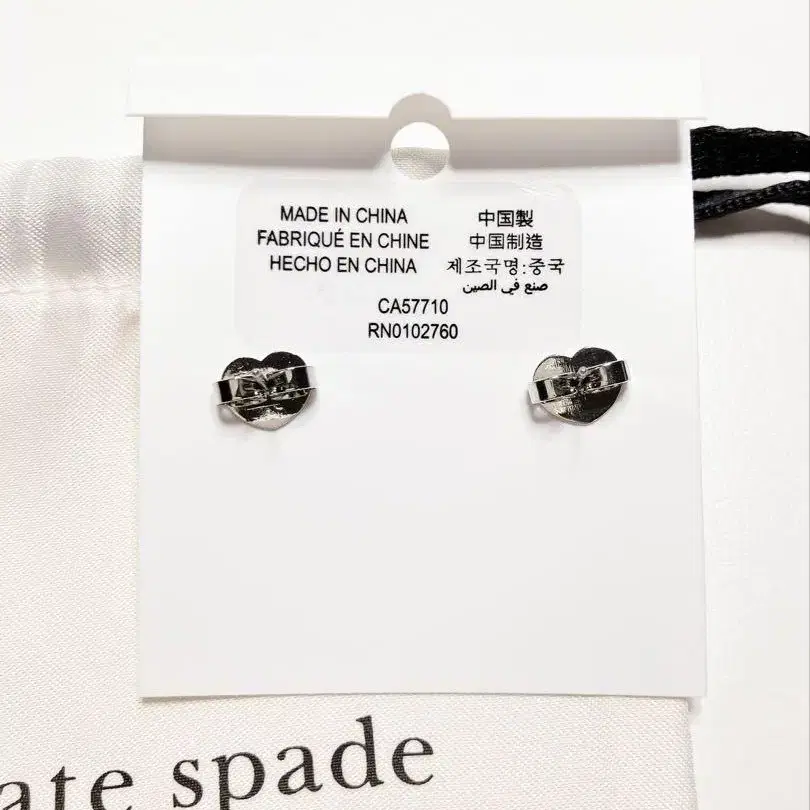 MADE IN CHINA
FABRIQUÉ EN CHINE
HECHO EN CHINA
中国製
中国制造
제조국명:중국
صنع في الصين
CA57710
RN0102760
ate spade